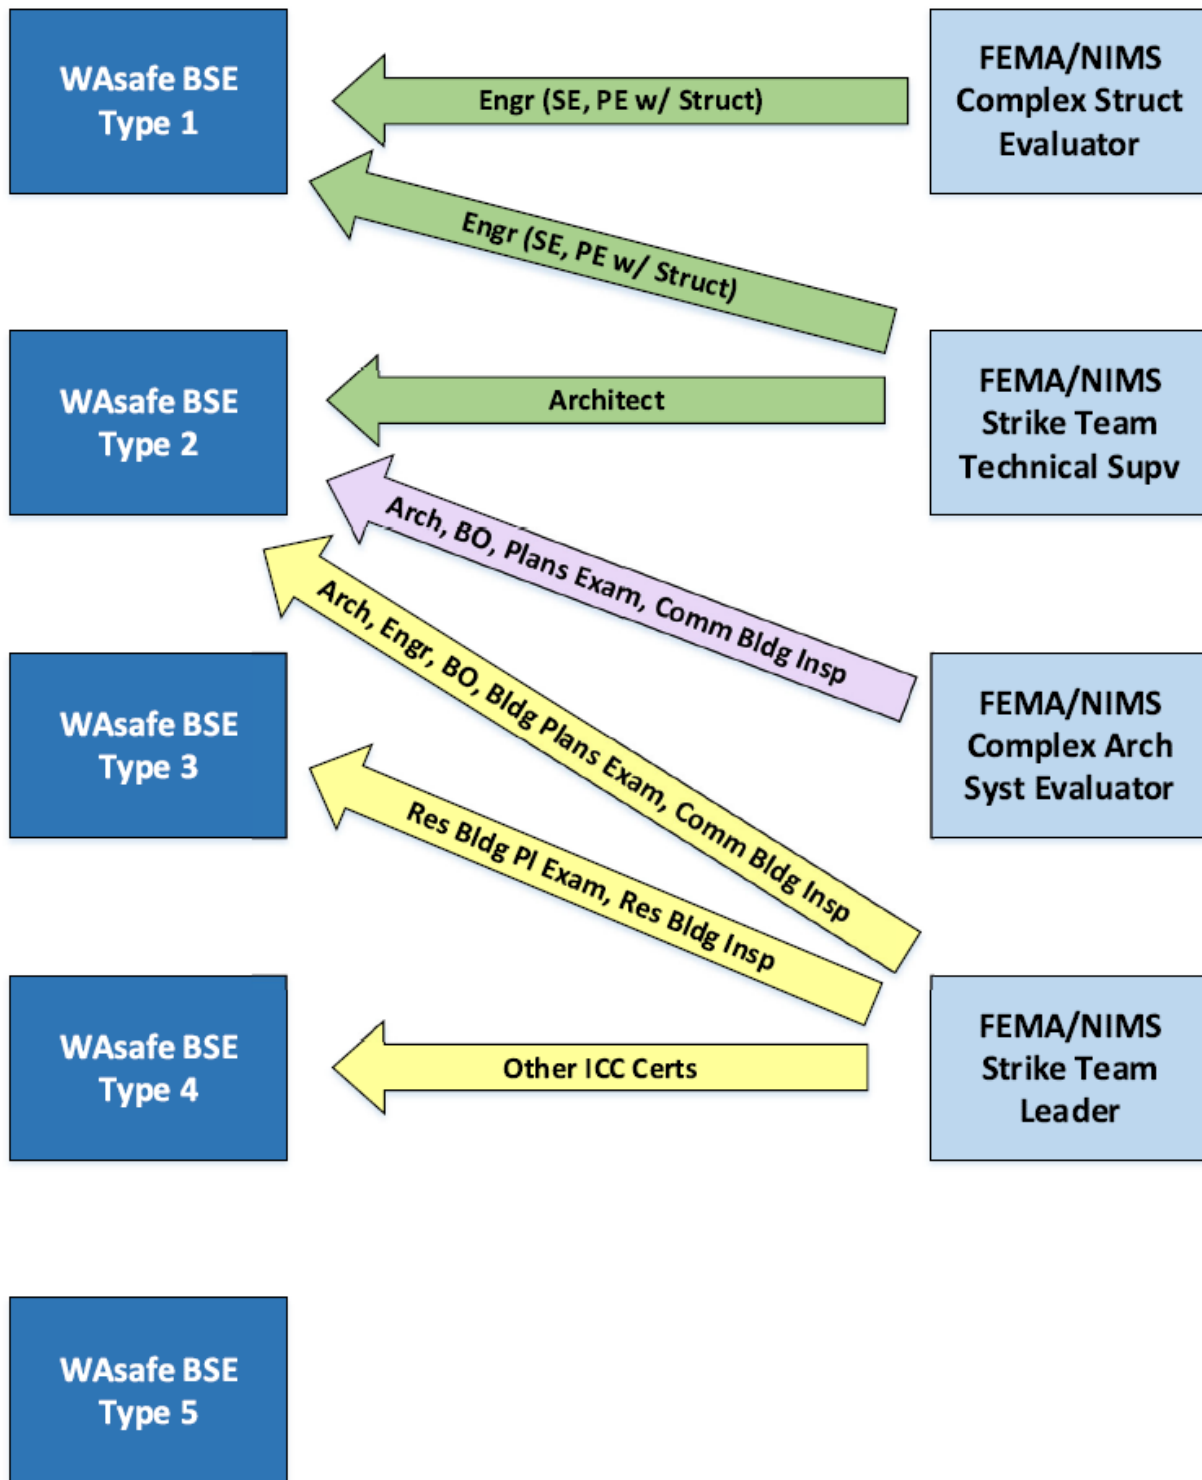 WAsafe BSE
Type 1
Engr (SE, PE w/ Struct)
FEMA/NIMS
Complex Struct
Evaluator
Engr (SE, PE w/ Struct)
WAsafe BSE
Type 2
Architect
FEMA/NIMS
Strike Team
Technical Supv
Arch, BO, Plans Exam, Comm Bldg Insp
Arch, Engr, BO, Bldg Plans Exam, Comm Bldg Insp
WAsafe BSE
Type 3
FEMA/NIMS
Complex Arch
Syst Evaluator
Res Bldg Pl Exam, Res Bldg Insp
WAsafe BSE
Type 4
Other ICC Certs
FEMA/NIMS
Strike Team
Leader
WAsafe BSE
Type 5